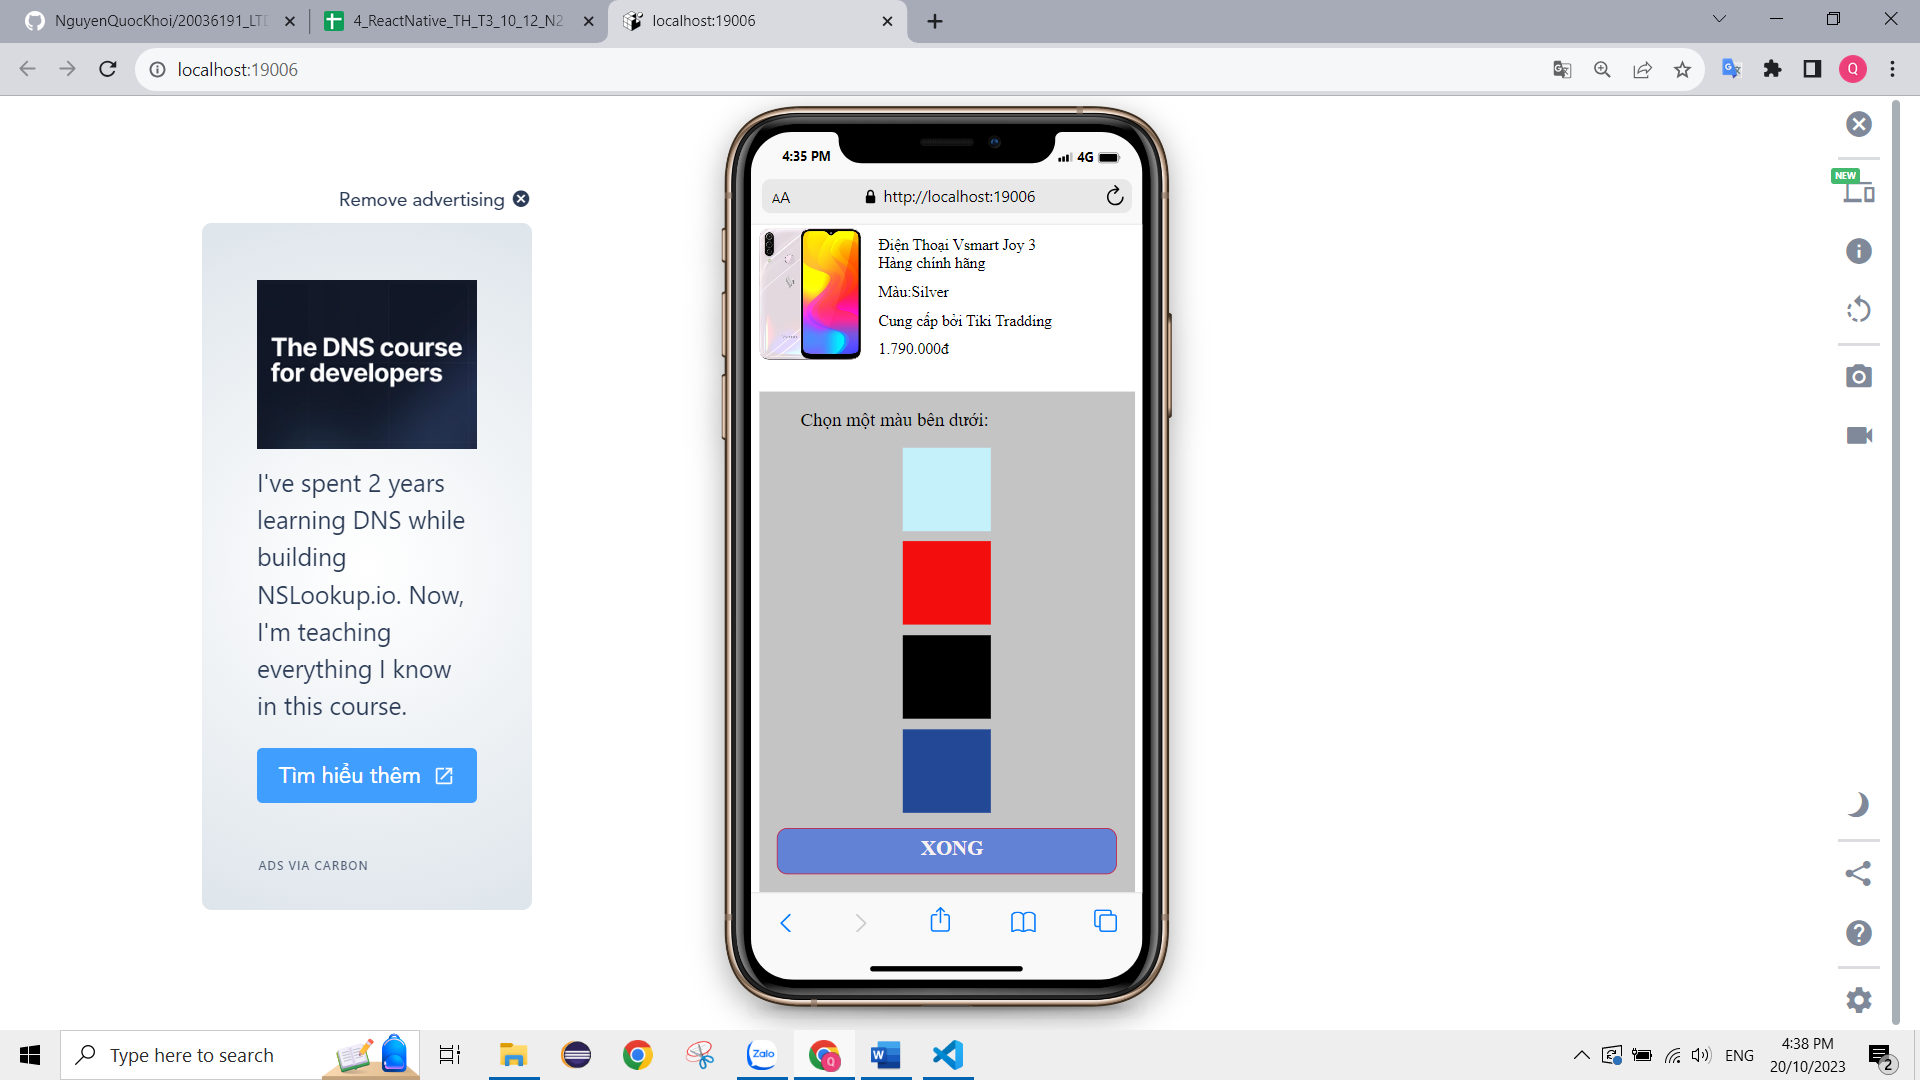 NguyenQuocKhoi/20036191_LTD
4_ReactNative_TH_T3_10_12_N2
localhost:19006
localhost:19006
Q
4:35 PM
4G
AA
http://localhost:19006
NEW
Remove advertising
The DNS course
for developers
I've spent 2 years
learning DNS while
building
NSLookup.io. Now,
I'm teaching
everything I know
in this course.
Tìm hiểu thêm
ADS VIA CARBON
Điện Thoại Vsmart Joy 3
Hàng chính hãng
Màu:Silver
Cung cấp bởi Tiki Tradding
1.790.000đ
Chọn một màu bên dưới:
XONG
Type here to search
Zalo
Q
W
ENG
4:38 PM
20/10/2023
2